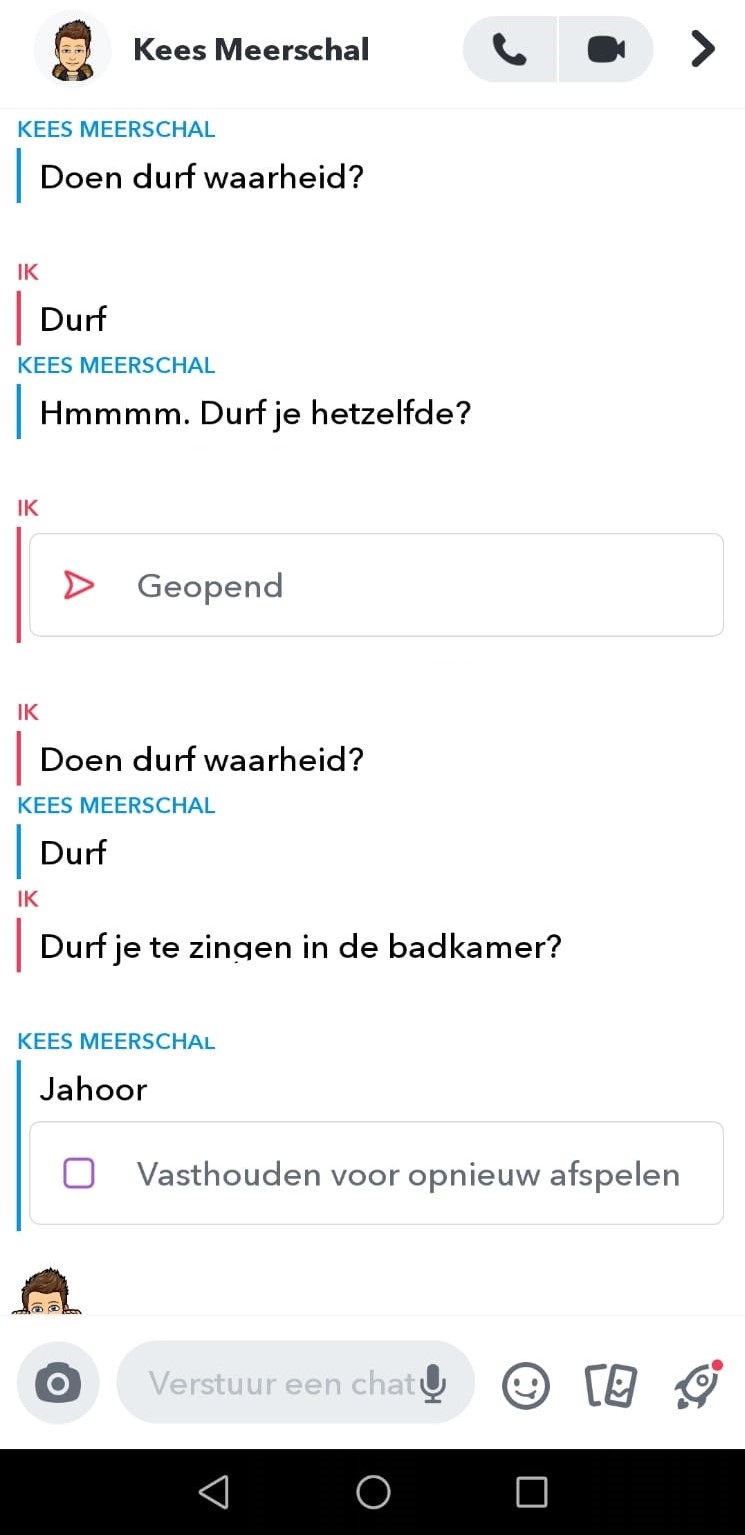 Kees Meerschal
KEES MEERSCHAL
Doen durf waarheid?
IK
Durf
KEES MEERSCHAL
Hmmmm. Durf je hetzelfde?
IK
Geopend
IK
Doen durf waarheid?
KEES MEERSCHAL
Durf
IK
Durf je te zingen in de badkamer?
KEES MEERSCHAL
Jahoor
Vasthouden voor opnieuw afspelen
Verstuur een chat